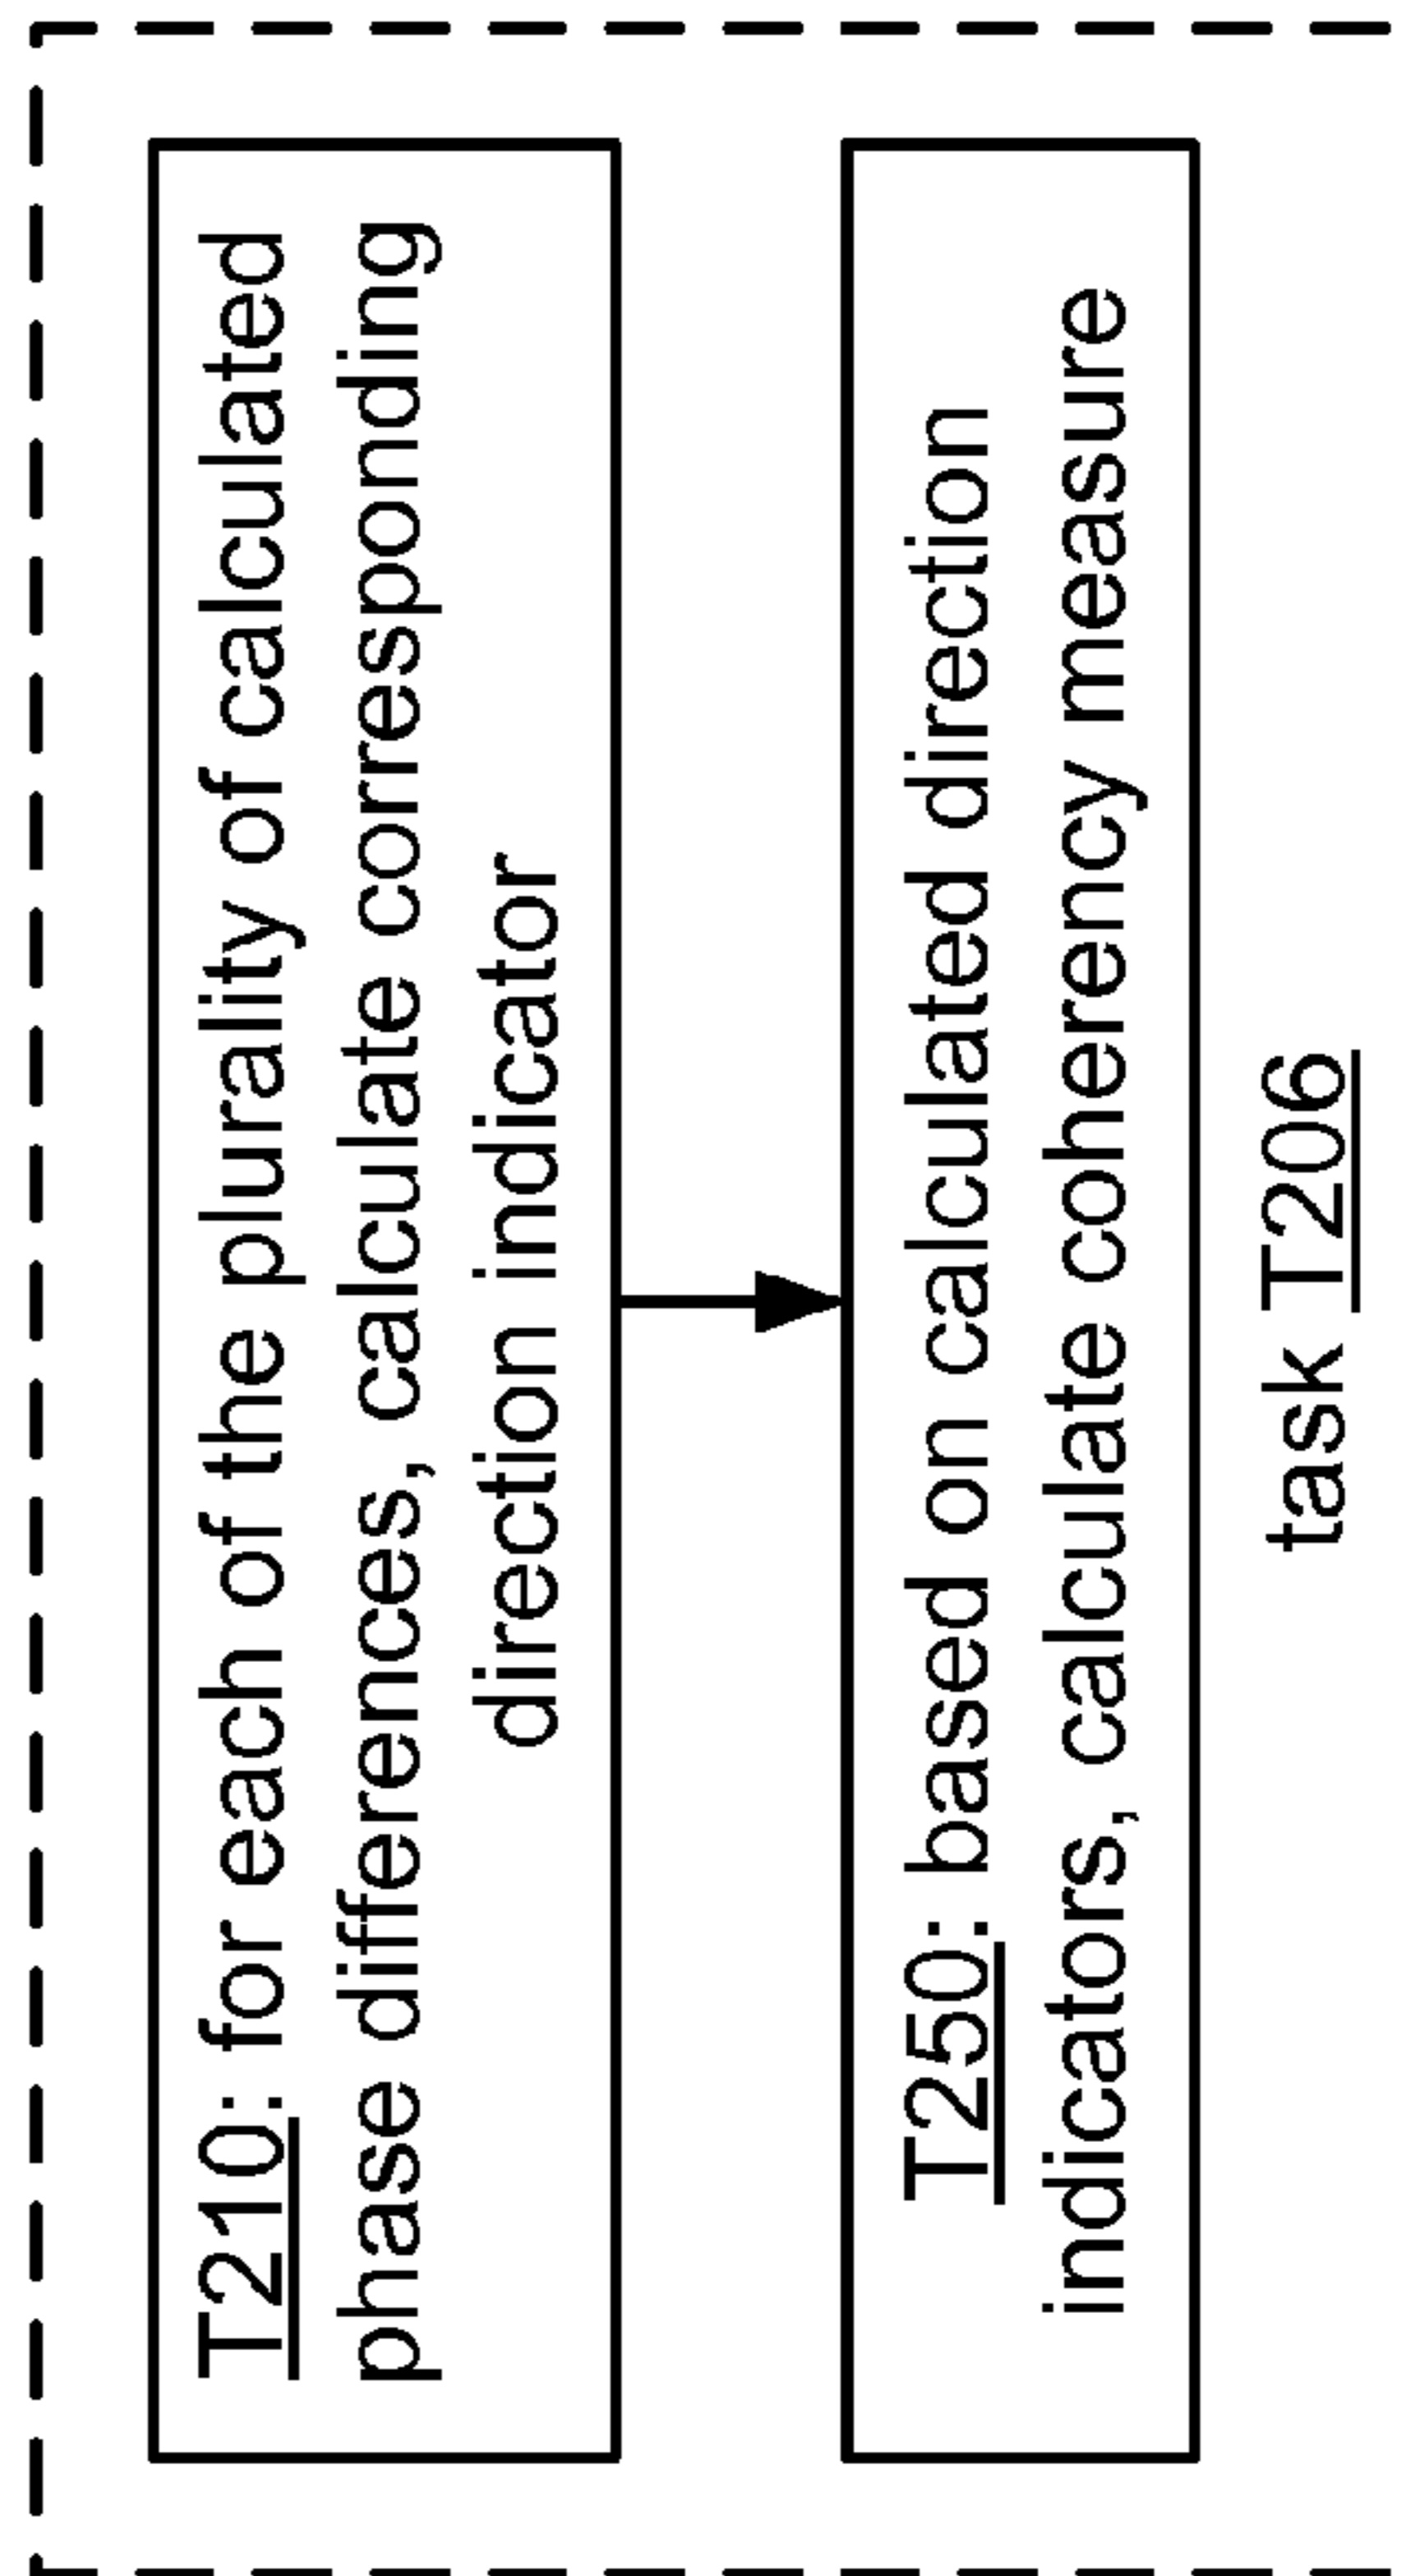 T210: for each of the plurality of calculated
phase differences, calculate corresponding
direction indicator
T250: based on calculated direction
indicators, calculate coherency measure
task T206